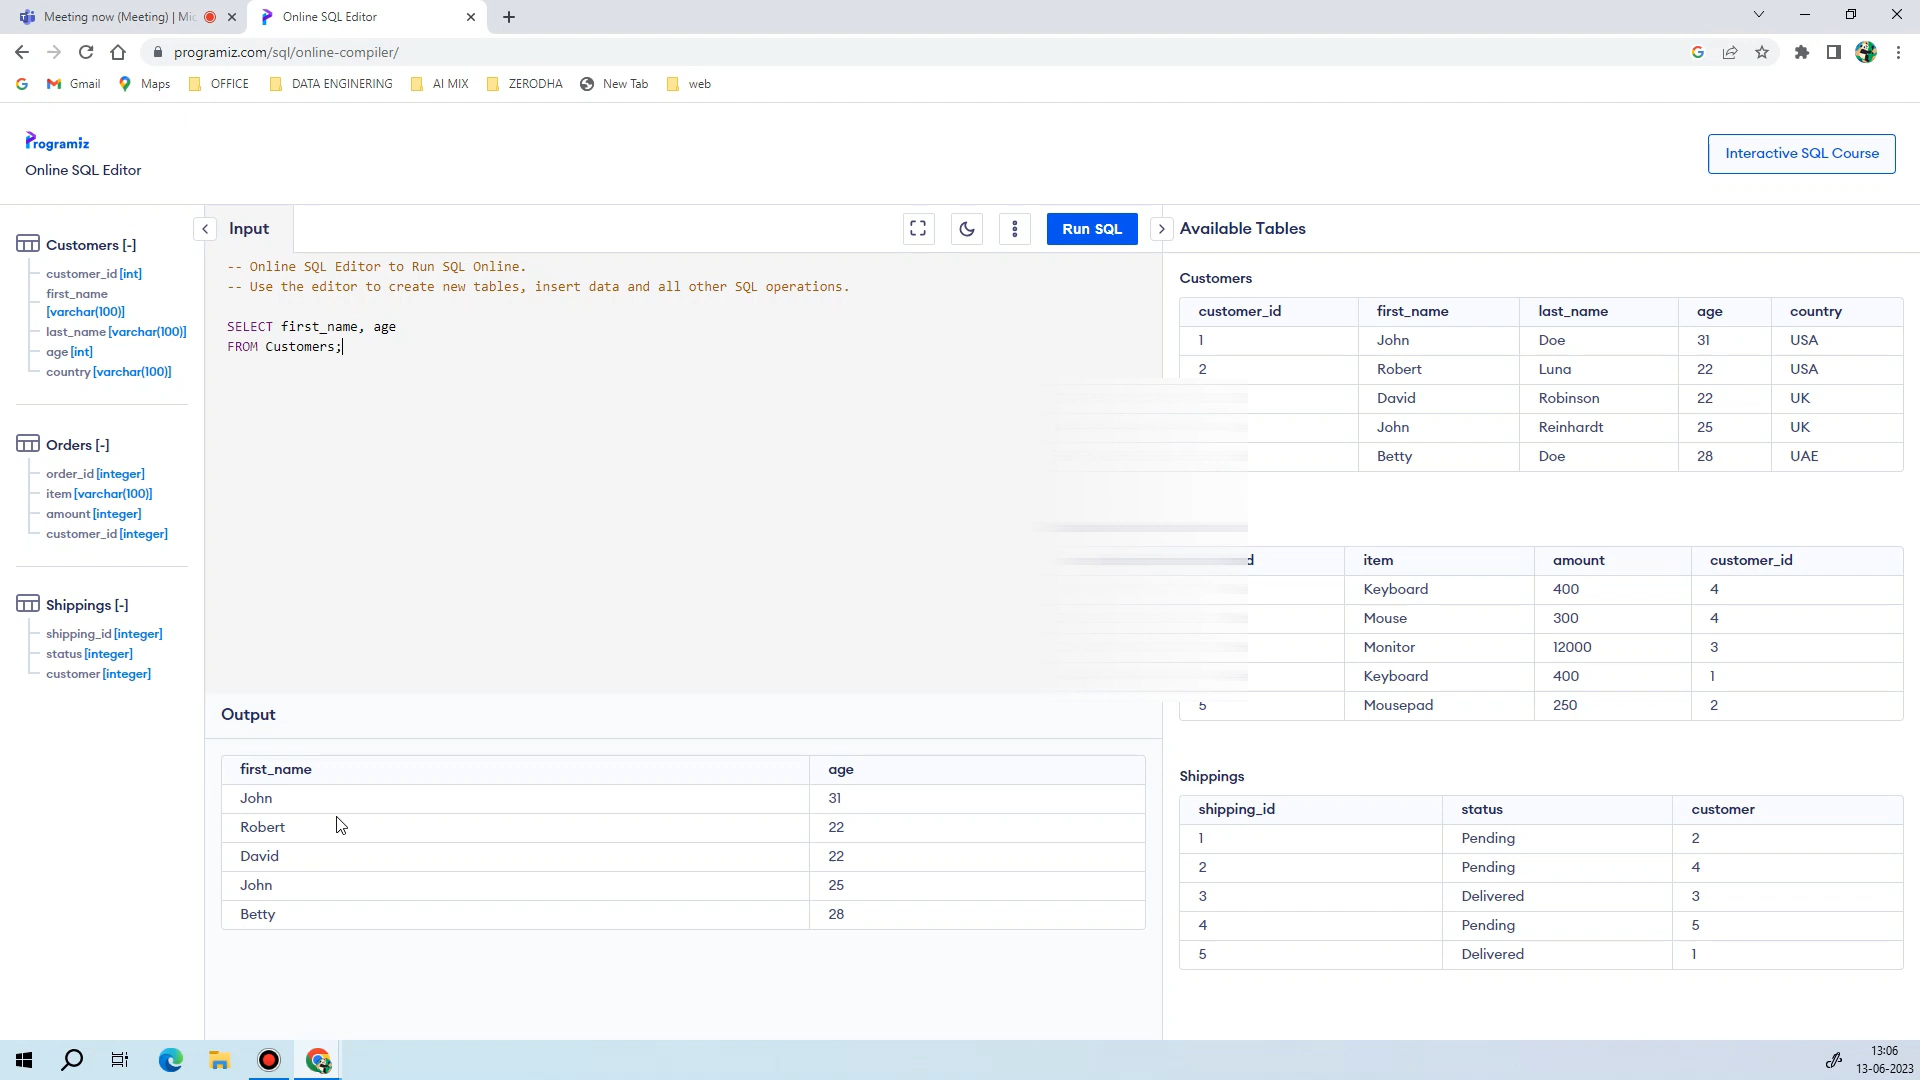 Meeting now (Meeting) | Mic
Online SQL Editor
programiz.com/sql/online-compiler/
Gmail Maps OFFICE DATA ENGINERING AI MIX ZERODHA New Tab web
Programiz
Online SQL Editor
Interactive SQL Course
Customers [-]
customer_id [int]
first_name
[varchar(100)]
last_name [varchar(100)]
age [int]
country [varchar(100)]
Orders [-]
order_id [integer]
item [varchar(100)]
amount [integer]
customer_id [integer]
Shippings [-]
shipping_id [integer]
status [integer]
customer [integer]
Input
Run SQL
-- Online SQL Editor to Run SQL Online.
-- Use the editor to create new tables, insert data and all other SQL operations.
SELECT first_name, age
FROM Customers;
Output
first_name age
John 31
Robert 22
David 22
John 25
Betty 28
Available Tables
Customers
customer_id first_name last_name age country
1 John Doe 31 USA
2 Robert Luna 22 USA
David Robinson 22 UK
John Reinhardt 25 UK
Betty Doe 28 UAE
item amount customer_id
Keyboard 400 4
Mouse 300 4
Monitor 12000 3
Keyboard 400 1
5 Mousepad 250 2
Shippings
shipping_id status customer
1 Pending 2
2 Pending 4
3 Delivered 3
4 Pending 5
5 Delivered 1
13:06
13-06-2023